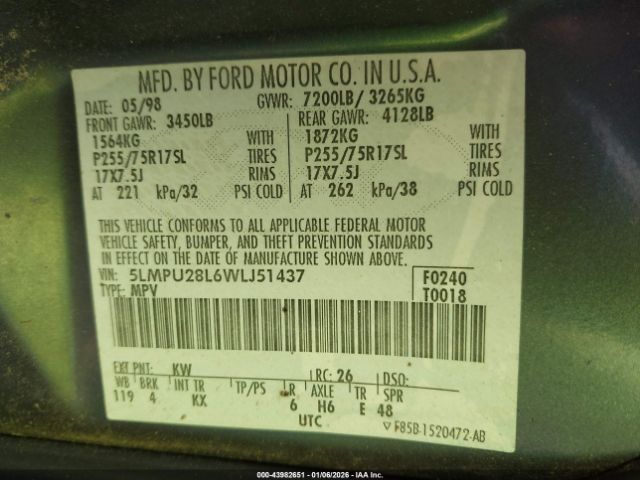 MFD. BY FORD MOTOR CO. IN U.S.A.
DATE: 05/98 GVWR: 7200LB/ 3265KG
FRONT GAWR: 3450LB REAR GAWR: 4128LB
1564KG WITH 1872KG WITH
P255/75R17SL TIRES P255/75R17SL TIRES
17X7.5J RIMS 17X7.5J RIMS
AT 221 kPa/32 PSI COLD AT 262 kPa/38 PSI COLD
THIS VEHICLE CONFORMS TO ALL APPLICABLE FEDERAL MOTOR
VEHICLE SAFETY, BUMPER, AND THEFT PREVENTION STANDARDS
IN EFFECT ON THE DATE OF MANUFACTURE SHOWN ABOVE.
VIN: 5LMPU28L6WLJ51437 F0240
TYPE: MPV T0018
EXT PNT: KW RC: 26 DSO:
WB BRK INT TR TP/PS R AXLE TR SPR
119 4 KX 6 H6 E 48
UTC ▽ F85B-1520472-AB
000-43982651 | 01/06/2026 - IAAI.COM